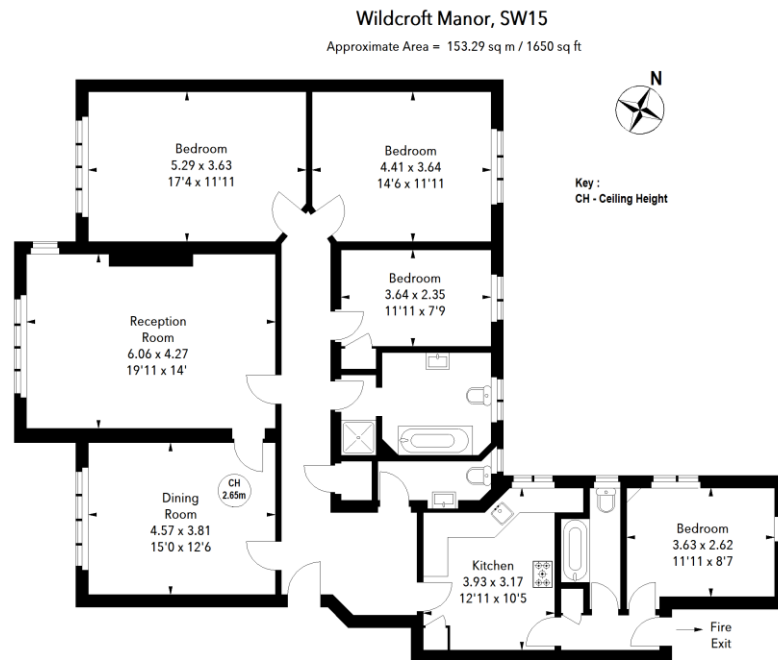 Wildcroft Manor, SW15
Approximate Area = 153.29 sq m / 1650 sq ft
N
Key :
CH - Ceiling Height
Bedroom
5.29 x 3.63
17'4 x 11'11
Bedroom
4.41 x 3.64
14'6 x 11'11
Bedroom
3.64 x 2.35
11'11 x 7'9
Reception
Room
6.06 x 4.27
19'11 x 14'
CH
2.65m
Dining
Room
4.57 x 3.81
15'0 x 12'6
Kitchen
3.93 x 3.17
12'11 x 10'5
Bedroom
3.63 x 2.62
11'11 x 8'7
Fire
Exit